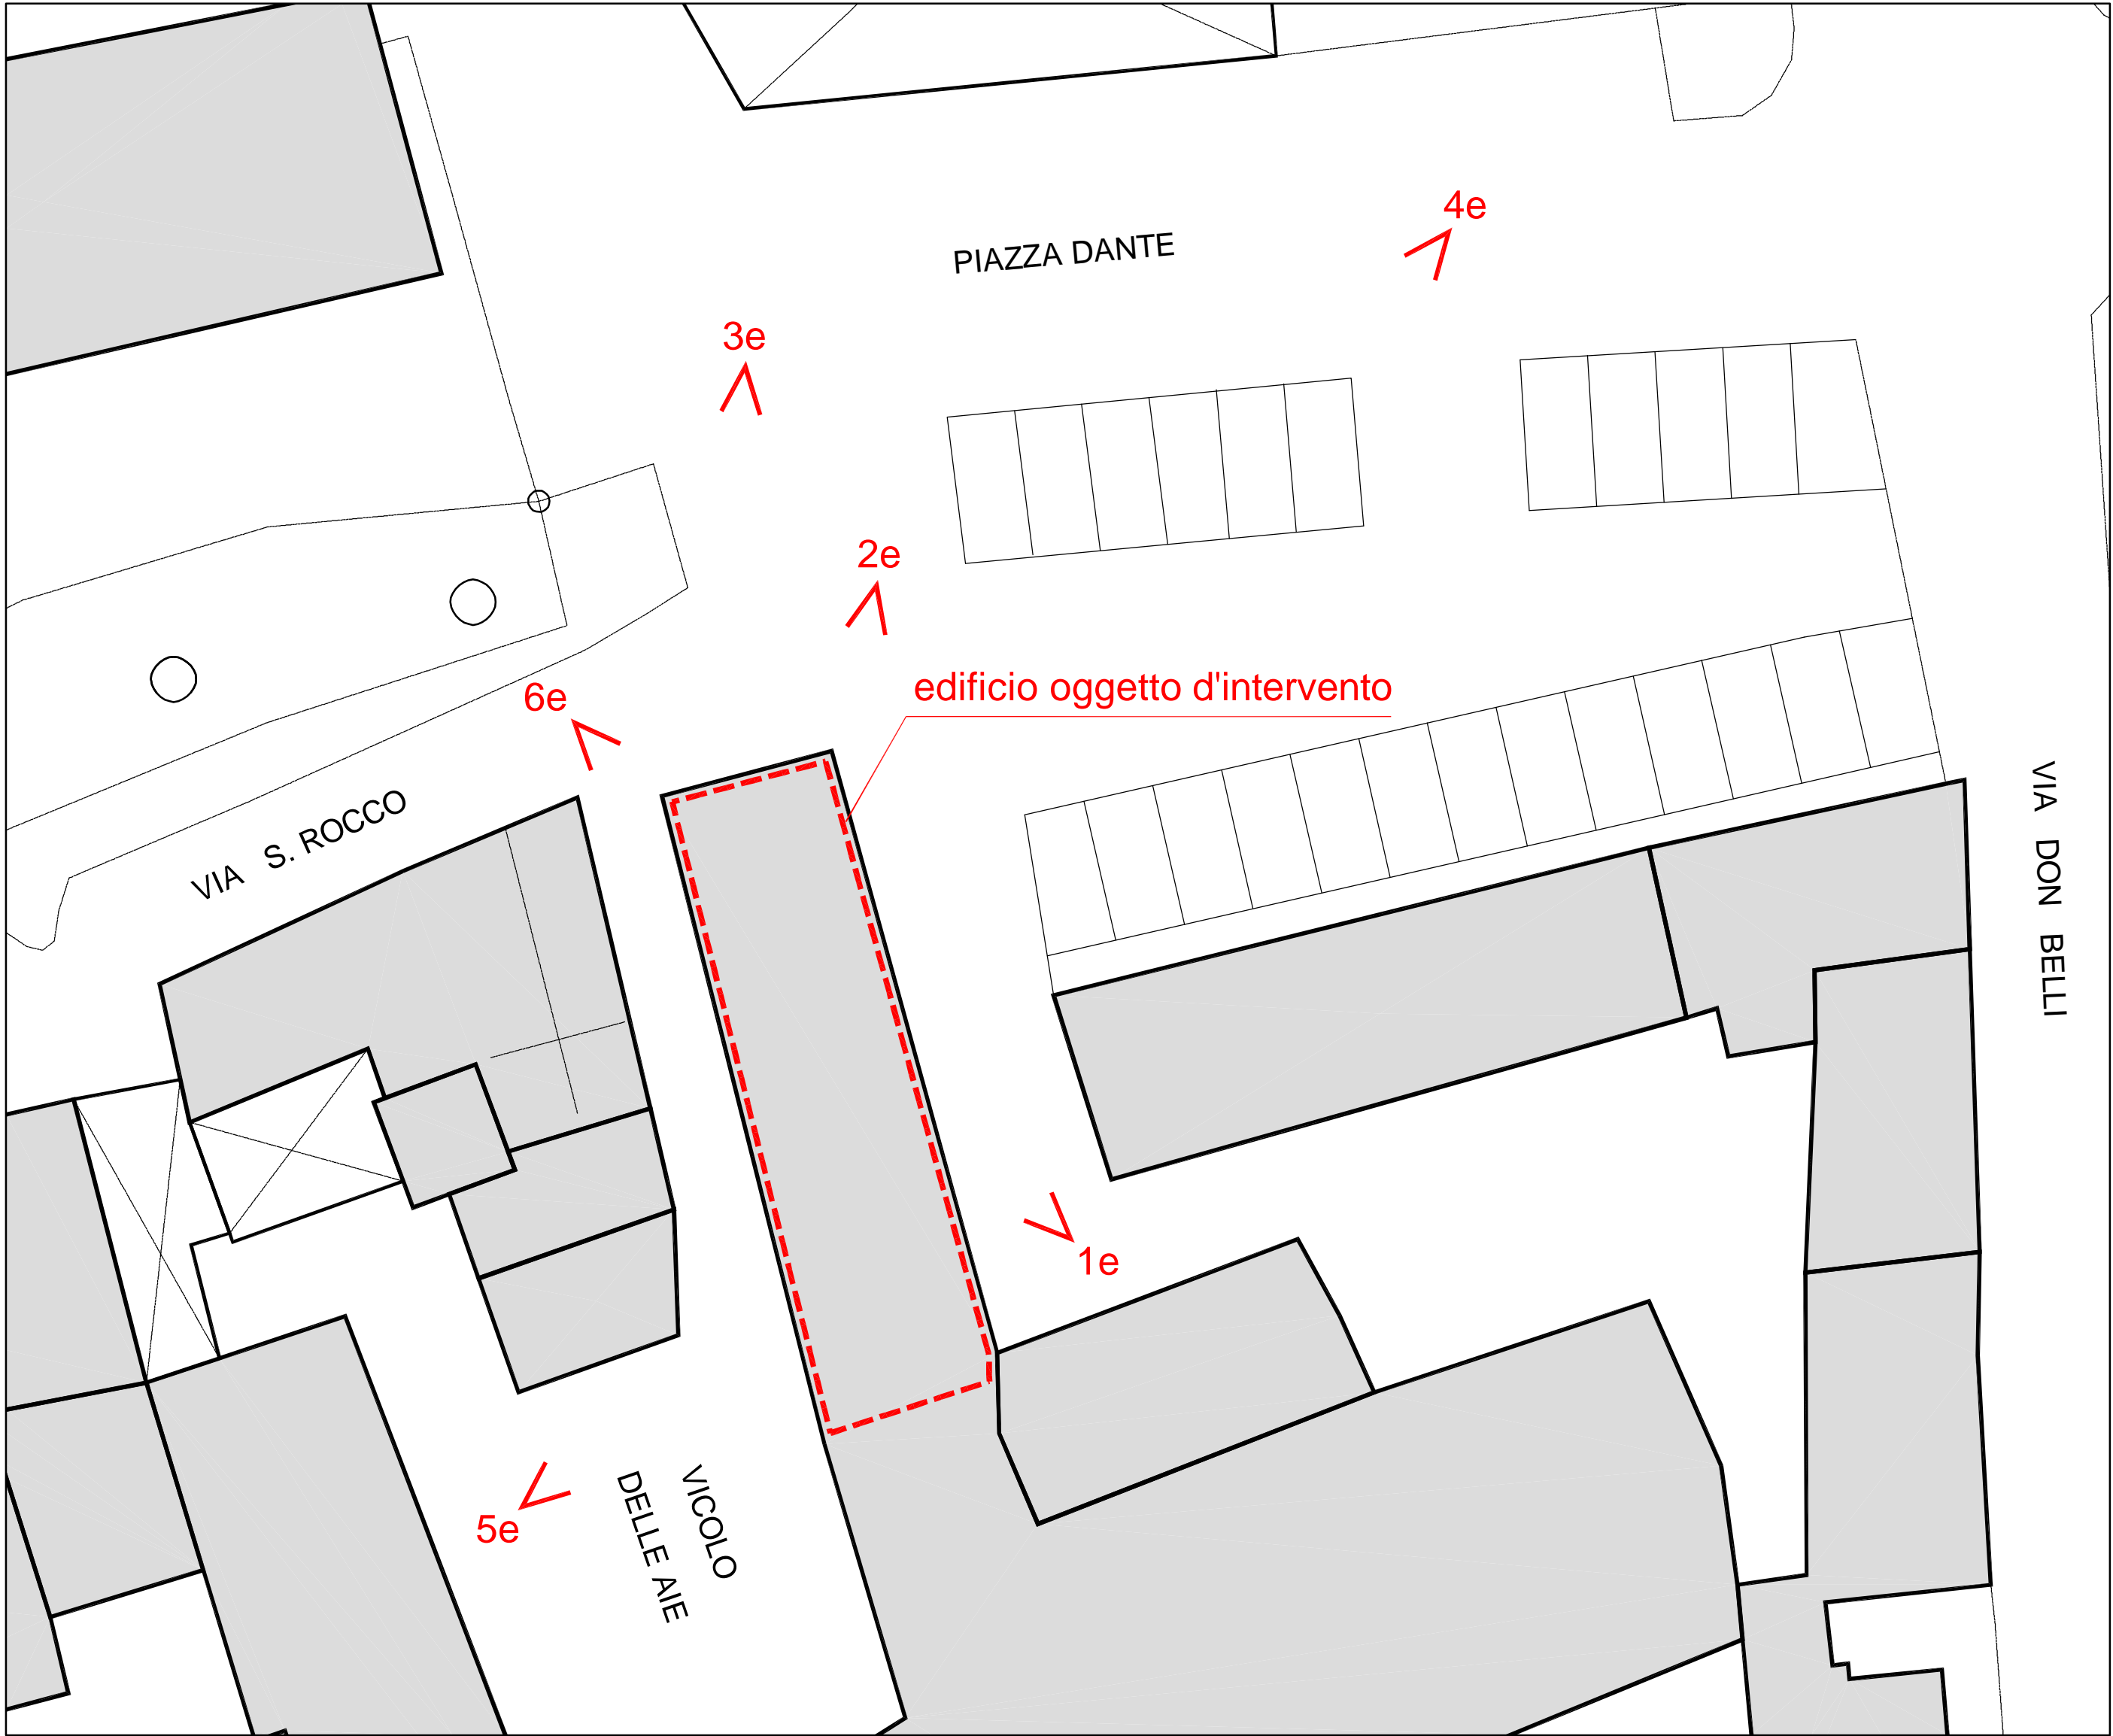 4e
PIAZZA DANTE
3e
2e
edificio oggetto d'intervento
6e
VIA S. ROCCO
VIA DON BELLI
1e
5e
VICOLO
DELLE AIE